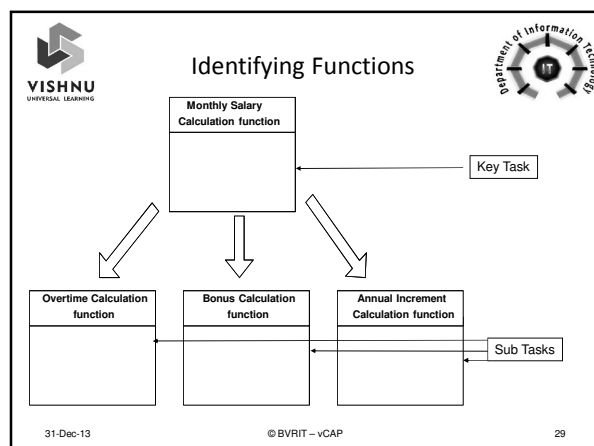 VISHNU
UNIVERSAL LEARNING
Identifying Functions
Department of Information Technology
IT
Monthly Salary
Calculation function
Key Task
Overtime Calculation
function
Bonus Calculation
function
Annual Increment
Calculation function
Sub Tasks
31-Dec-13
© BVRIT – vCAP
29